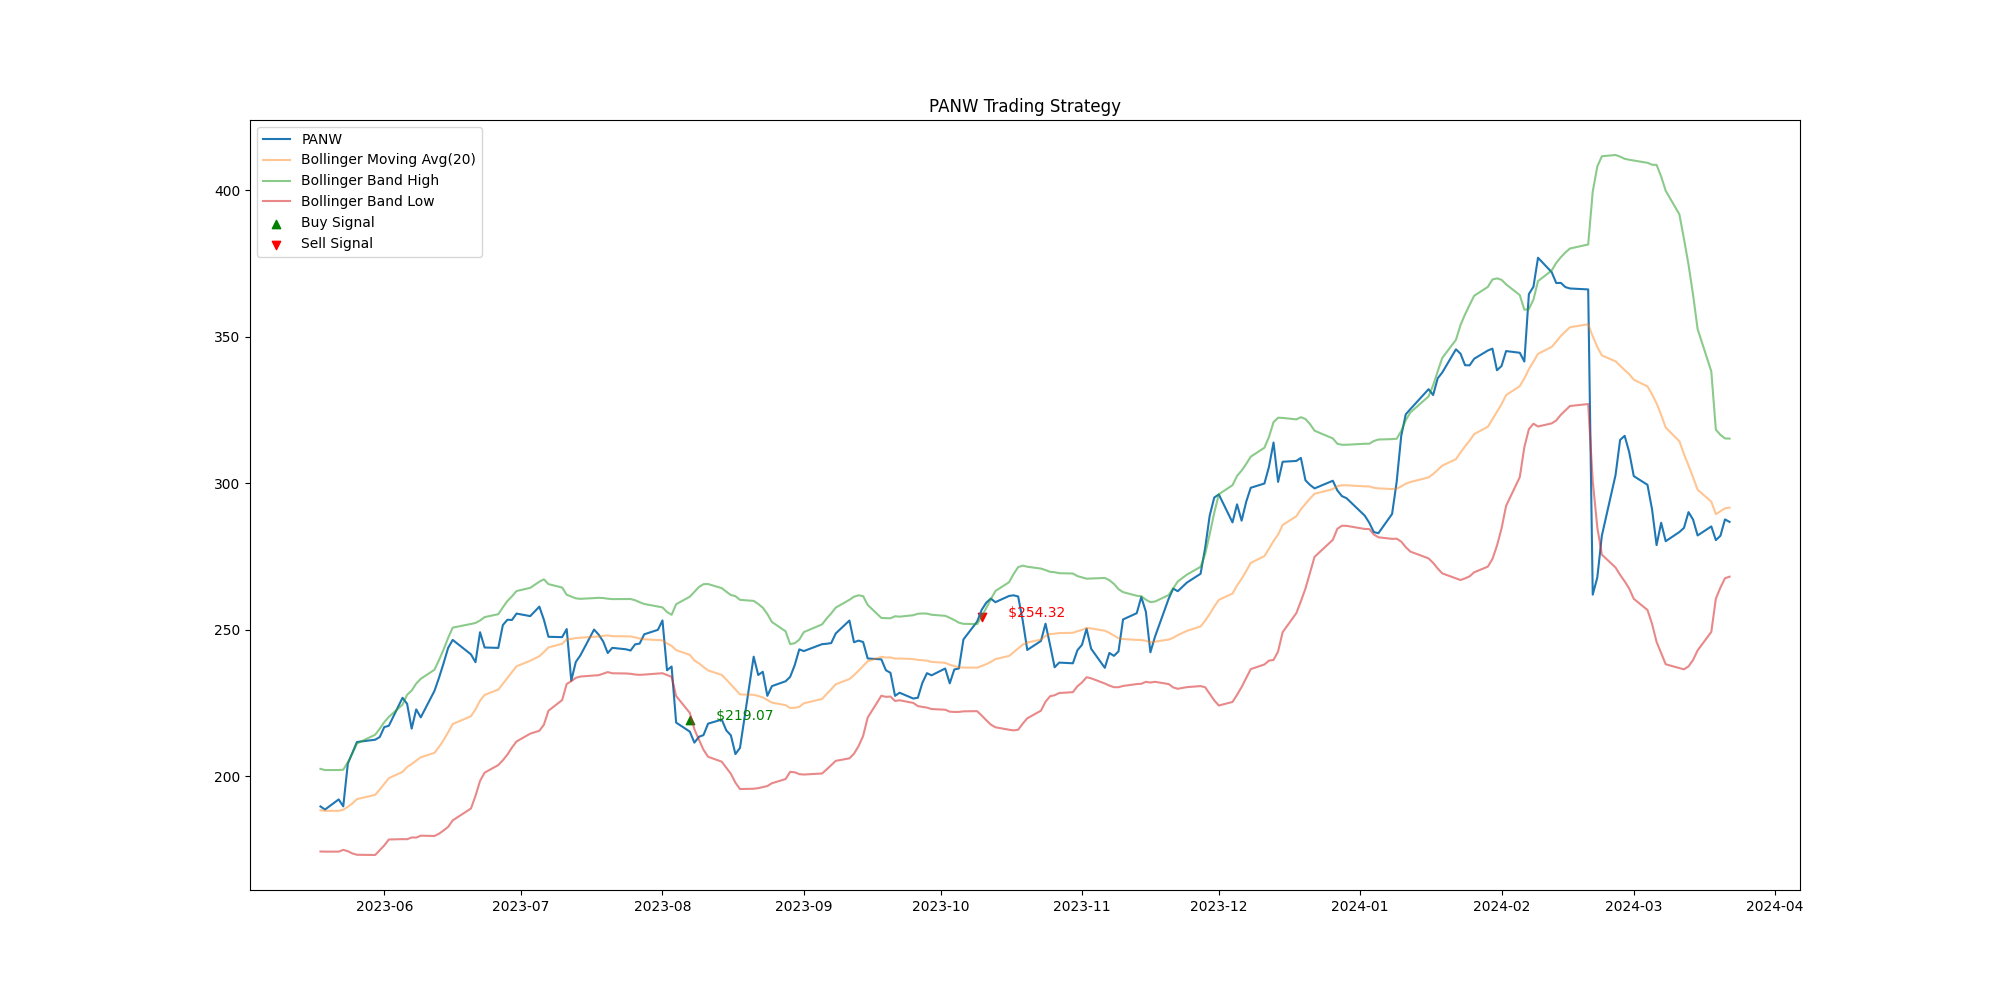 PANW Trading Strategy
PANW
Bollinger Moving Avg(20)
Bollinger Band High
Bollinger Band Low
Buy Signal
Sell Signal
400
350
300
250
200
$254.32
$219.07
2023-06
2023-07
2023-08
2023-09
2023-10
2023-11
2023-12
2024-01
2024-02
2024-03
2024-04